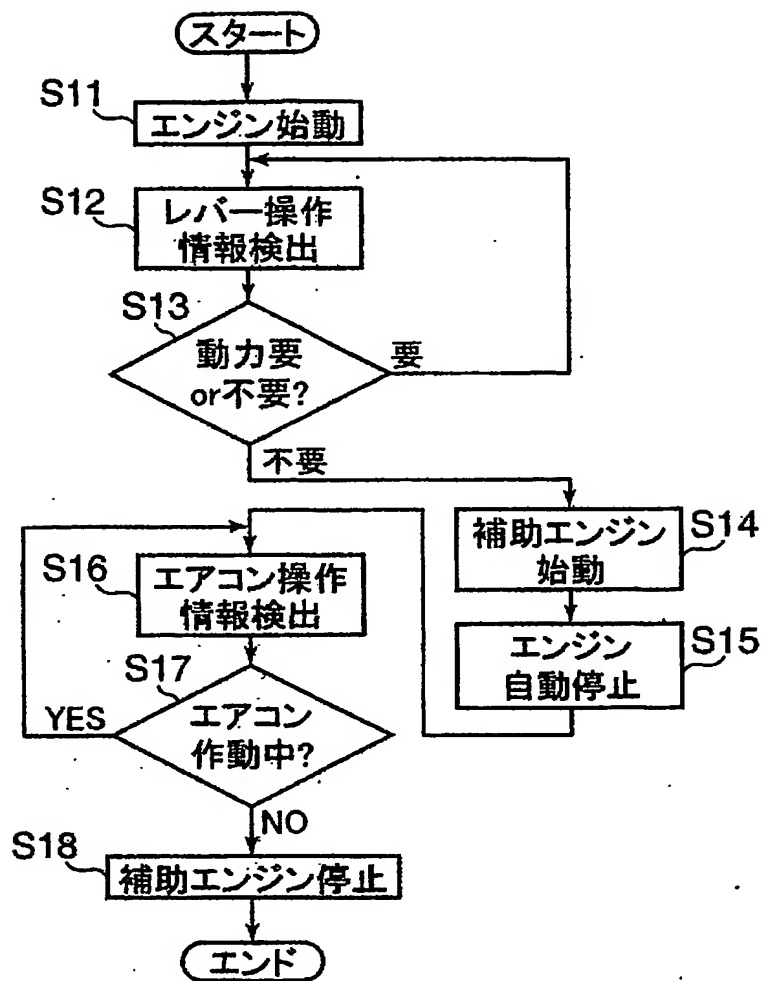 スタート
S11
エンジン始動
S12
レバー操作
情報検出
S13
動力要
or不要?
要
不要
S14
補助エンジン
始動
S15
エンジン
自動停止
S16
エアコン操作
情報検出
S17
エアコン
作動中?
YES
NO
S18
補助エンジン停止
エンド